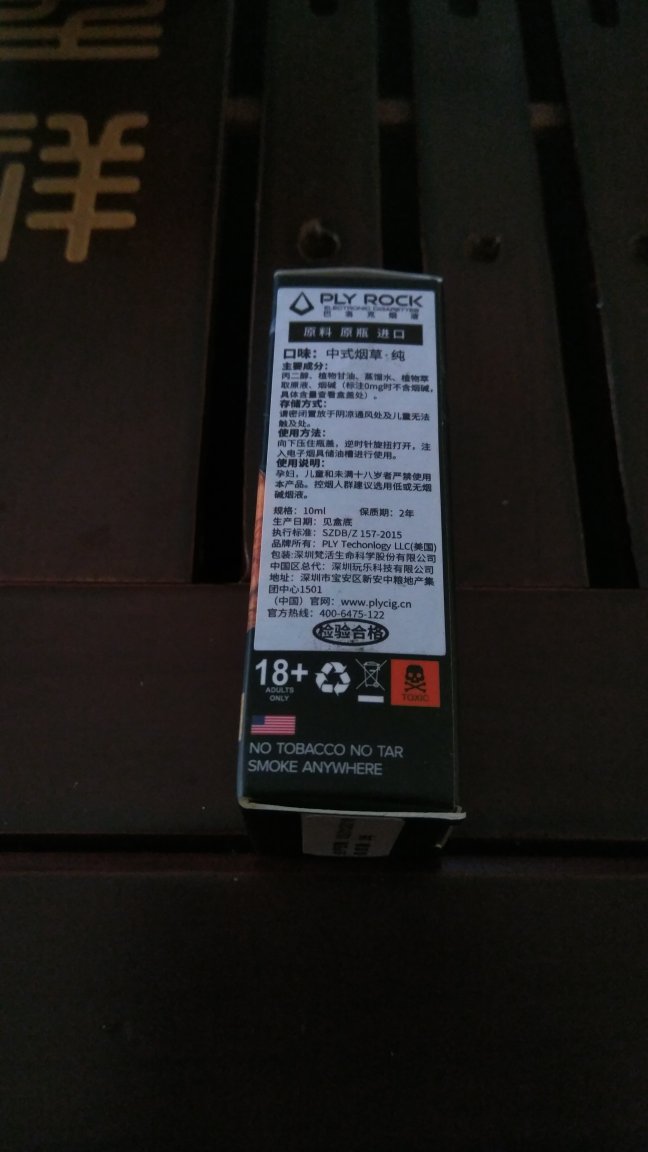 祥
PLY ROCK
ELECTRONIC CIGARETTES
巴洛克烟液
原料 原瓶 进口
口味：中式烟草·纯
主要成分：
丙二醇、植物甘油、蒸馏水、植物萃
取原液、烟碱（标注0mg时不含烟碱，
具体含量查看盒盖处）。
存储方式：
请密闭置放于阴凉通风处及儿童无法
触及处。
使用方法：
向下压住瓶盖，逆时针旋扭打开，注
入电子烟具储油槽进行使用。
使用说明：
孕妇，儿童和未满十八岁者严禁使用
本产品。控烟人群建议选用低或无烟
碱烟液。
规格：10ml 保质期：2年
生产日期：见盒底
执行标准：SZDB/Z 157-2015
品牌所有：PLY Techonlogy LLC(美国)
包装:深圳梵活生命科学股份有限公司
中国区总代：深圳玩乐科技有限公司
地址：深圳市宝安区新安中粮地产集
团中心1501
（中国）官网：www.plycig.cn
官方热线：400-6475-122
检验合格
18+
ADULTS
ONLY
TOXIC
NO TOBACCO NO TAR
SMOKE ANYWHERE